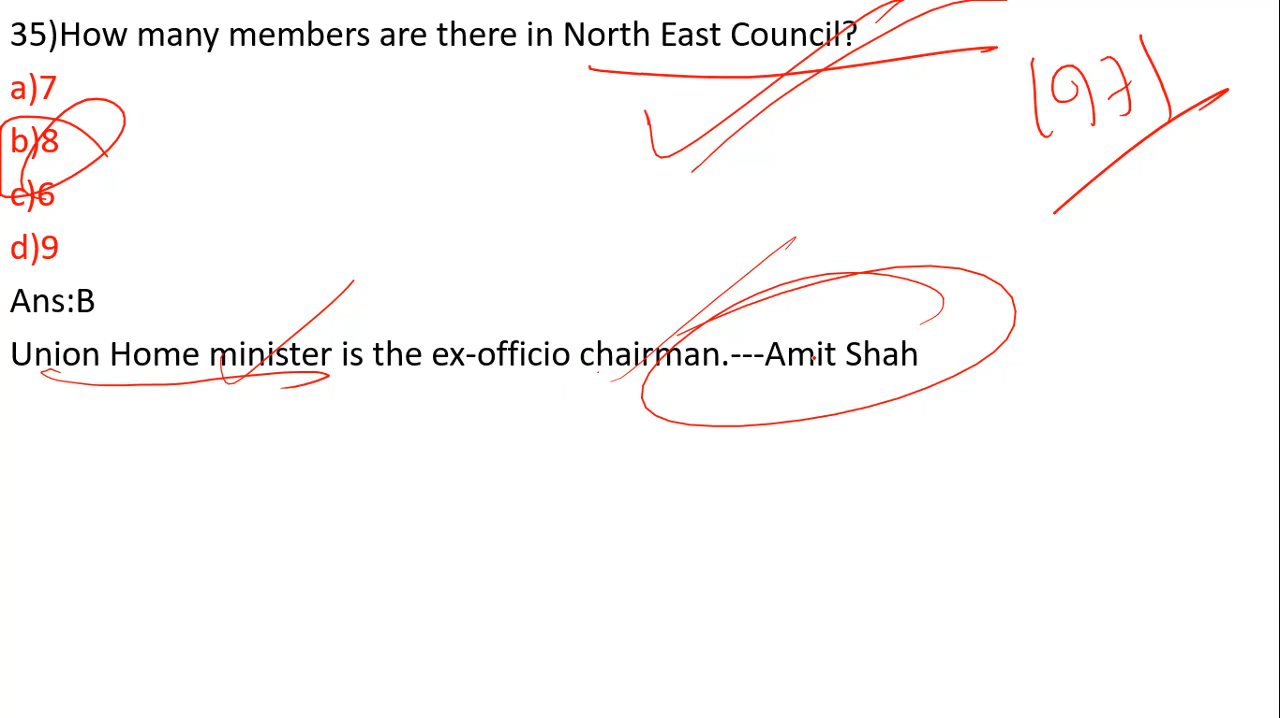 35)How many members are there in North East Council?
1971
a)7
b)8
c)6
d)9
Ans:B
Union Home minister is the ex-officio chairman.---Amit Shah